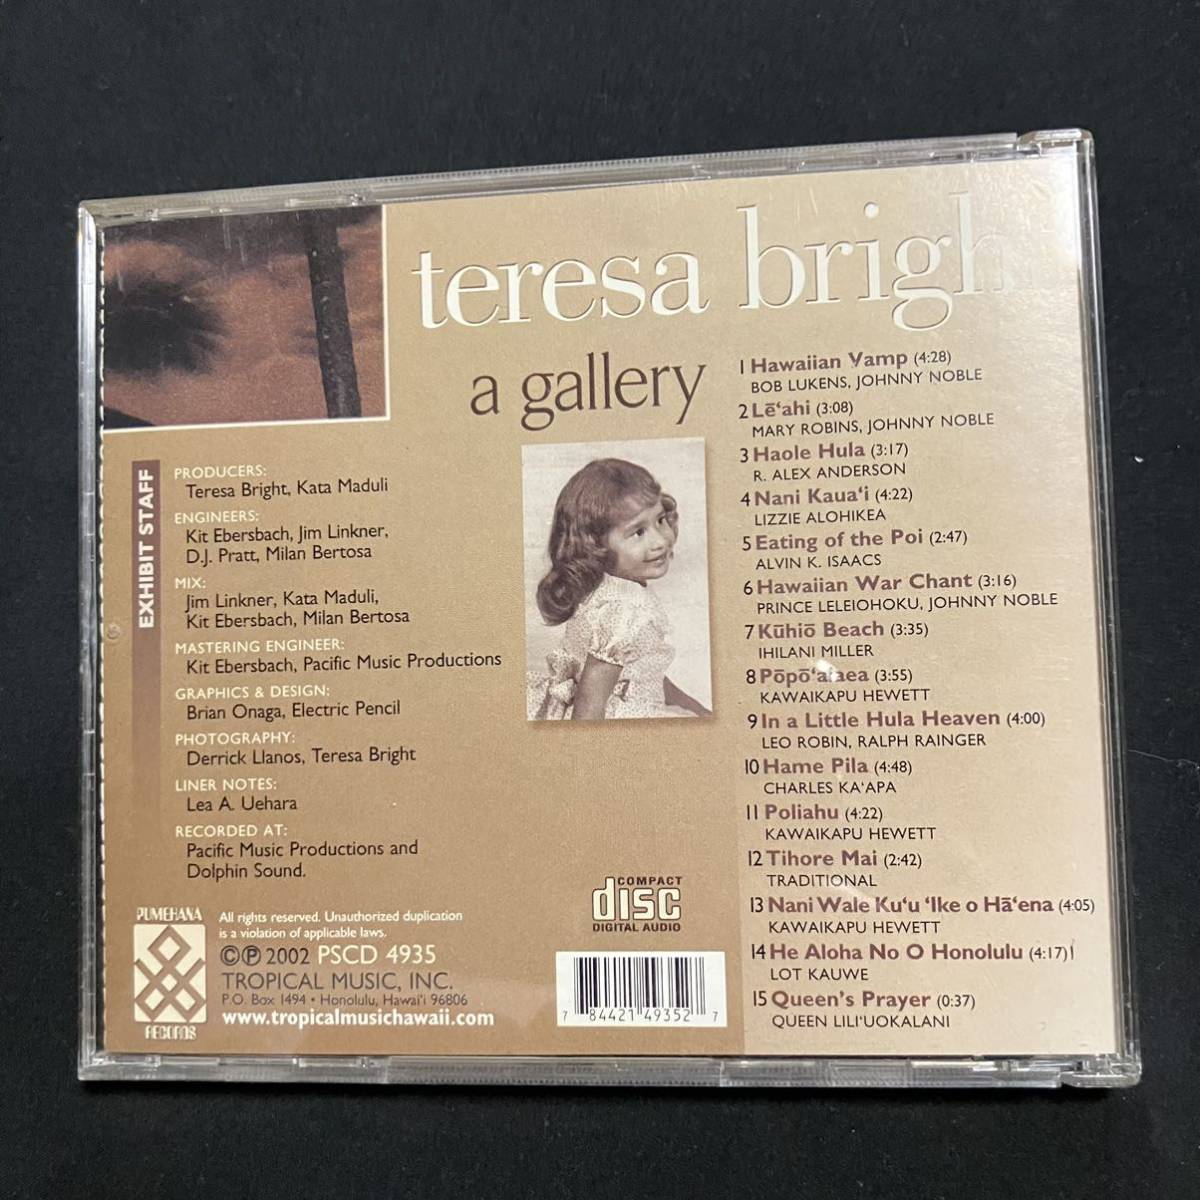 teresa brigh
a gallery
EXHIBIT STAFF
PRODUCERS:
Teresa Bright, Kata Maduli
ENGINEERS:
Kit Ebersbach, Jim Linkner,
D.J. Pratt, Milan Bertosa
MIX:
Jim Linkner, Kata Maduli,
Kit Ebersbach, Milan Bertosa
MASTERING ENGINEER:
Kit Ebersbach, Pacific Music Productions
GRAPHICS & DESIGN:
Brian Onaga, Electric Pencil
PHOTOGRAPHY:
Derrick Llanos, Teresa Bright
LINER NOTES:
Lea A. Uehara
RECORDED AT:
Pacific Music Productions and
Dolphin Sound.
PUMEHANA
RECORDS
All rights reserved. Unauthorized duplication
is a violation of applicable laws.
©℗ 2002 PSCD 4935
TROPICAL MUSIC, INC.
P.O. Box 1494 • Honolulu, Hawai'i 96806
www.tropicalmusichawaii.com
COMPACT
disc
DIGITAL AUDIO
7 84421 49352 7
1 Hawaiian Vamp (4:28)
BOB LUKENS, JOHNNY NOBLE
2 Lē‘ahi (3:08)
MARY ROBINS, JOHNNY NOBLE
3 Haole Hula (3:17)
R. ALEX ANDERSON
4 Nani Kaua‘i (4:22)
LIZZIE ALOHIKEA
5 Eating of the Poi (2:47)
ALVIN K. ISAACS
6 Hawaiian War Chant (3:16)
PRINCE LELEIOHOKU, JOHNNY NOBLE
7 Kūhiō Beach (3:35)
IHILANI MILLER
8 Pōpō‘alaea (3:55)
KAWAIKAPU HEWETT
9 In a Little Hula Heaven (4:00)
LEO ROBIN, RALPH RAINGER
10 Hame Pila (4:48)
CHARLES KA‘APA
11 Poliahu (4:22)
KAWAIKAPU HEWETT
12 Tihore Mai (2:42)
TRADITIONAL
13 Nani Wale Ku‘u ‘Ike o Hā‘ena (4:05)
KAWAIKAPU HEWETT
14 He Aloha No O Honolulu (4:17)
LOT KAUWE
15 Queen's Prayer (0:37)
QUEEN LILI‘UOKALANI